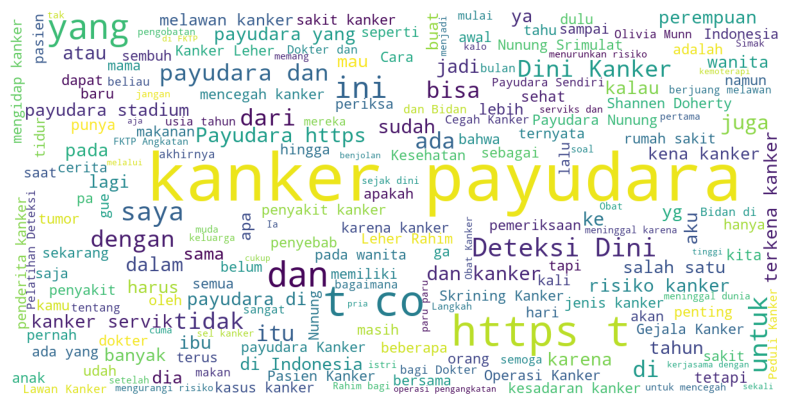 melawan kanker
sakit kanker
ya
dulu
perempuan
pengobatan
di FKTP
tak
yang
pasien
atau
payudara yang
seperti
buat
menjadi
mulai
tahu
sampai
Olivia Munn
Indonesia
memang
menurunkan risiko
Simak
kalo
kemoterapi
sembuh
Kanker Leher
Dokter dan
mau
awal
Nunung Srimulat
adalah
mengidap kanker
mama
beliau
payudara dan
ini
Cara
jadi
bulan
Dini Kanker
wanita
namun
dapat
baru
mencegah kanker
bisa
Payudara Sendiri
berjuang melawan
jangan
periksa
sehat
kalau
Shannen Doherty
payudara stadium
aja
usia tahun
dari
dan Bidan
lebih
Cegah Kanker
serviks dan
pertama
punya
makanan
Payudara https
sudah
ada
bahwa
Payudara Nunung
juga
tidur
FKTP Angkatan
akhirnya
hingga
Kesehatan
sebagai
ternyata
rumah sakit
pada
melalui
benjolan
lalu
soal
saat
cerita
lagi
gue
kanker payudara
kena kanker
terkena kanker
sejak dini
pa
apakah
tumor
saya
apa
penyakit kanker
ke
yg
Obat
Bidan di
aku
hanya
muda
keluarga
Ia
karena kanker
penyebab
pemeriksaan
meninggal karena
penderita kanker
Pelatihan Deteksi
dengan
sama
Leher Rahim
Deteksi Dini
kita
sekarang
cukup
pada wanita
ga
Obat Kanker
tinggi
saja
dalam
belum
dan
memiliki
dan kanker
tapi
salah satu
penyakit
harus
semua
bagaimana
kali
risiko kanker
meninggal dunia
kamu
tentang
oleh
payudara di
sangat
pria
t co
paru paru
Langkah
Skrining Kanker
jenis kanker
untuk
Peduli Kanker
kanker servik
tidak
itu
Nunung
https t
hari
akan
penting
pernah
dokter
cuma
sel kanker
masih
Gejala Kanker
ada yang
banyak
terus
ibu
payudara Kanker
beberapa
orang
karena
di
tahun
sakit
anak
udah
makan
di Indonesia
istri
semoga
kerjasama dengan
tetapi
Lawan Kanker
setelah
dia
Pasien Kanker
bagi Dokter
Operasi Kanker
mengurangi risiko
kasus kanker
Rahim bagi
bersama
operasi pengangkatan
kesadaran kanker
untuk mencegah
sekali